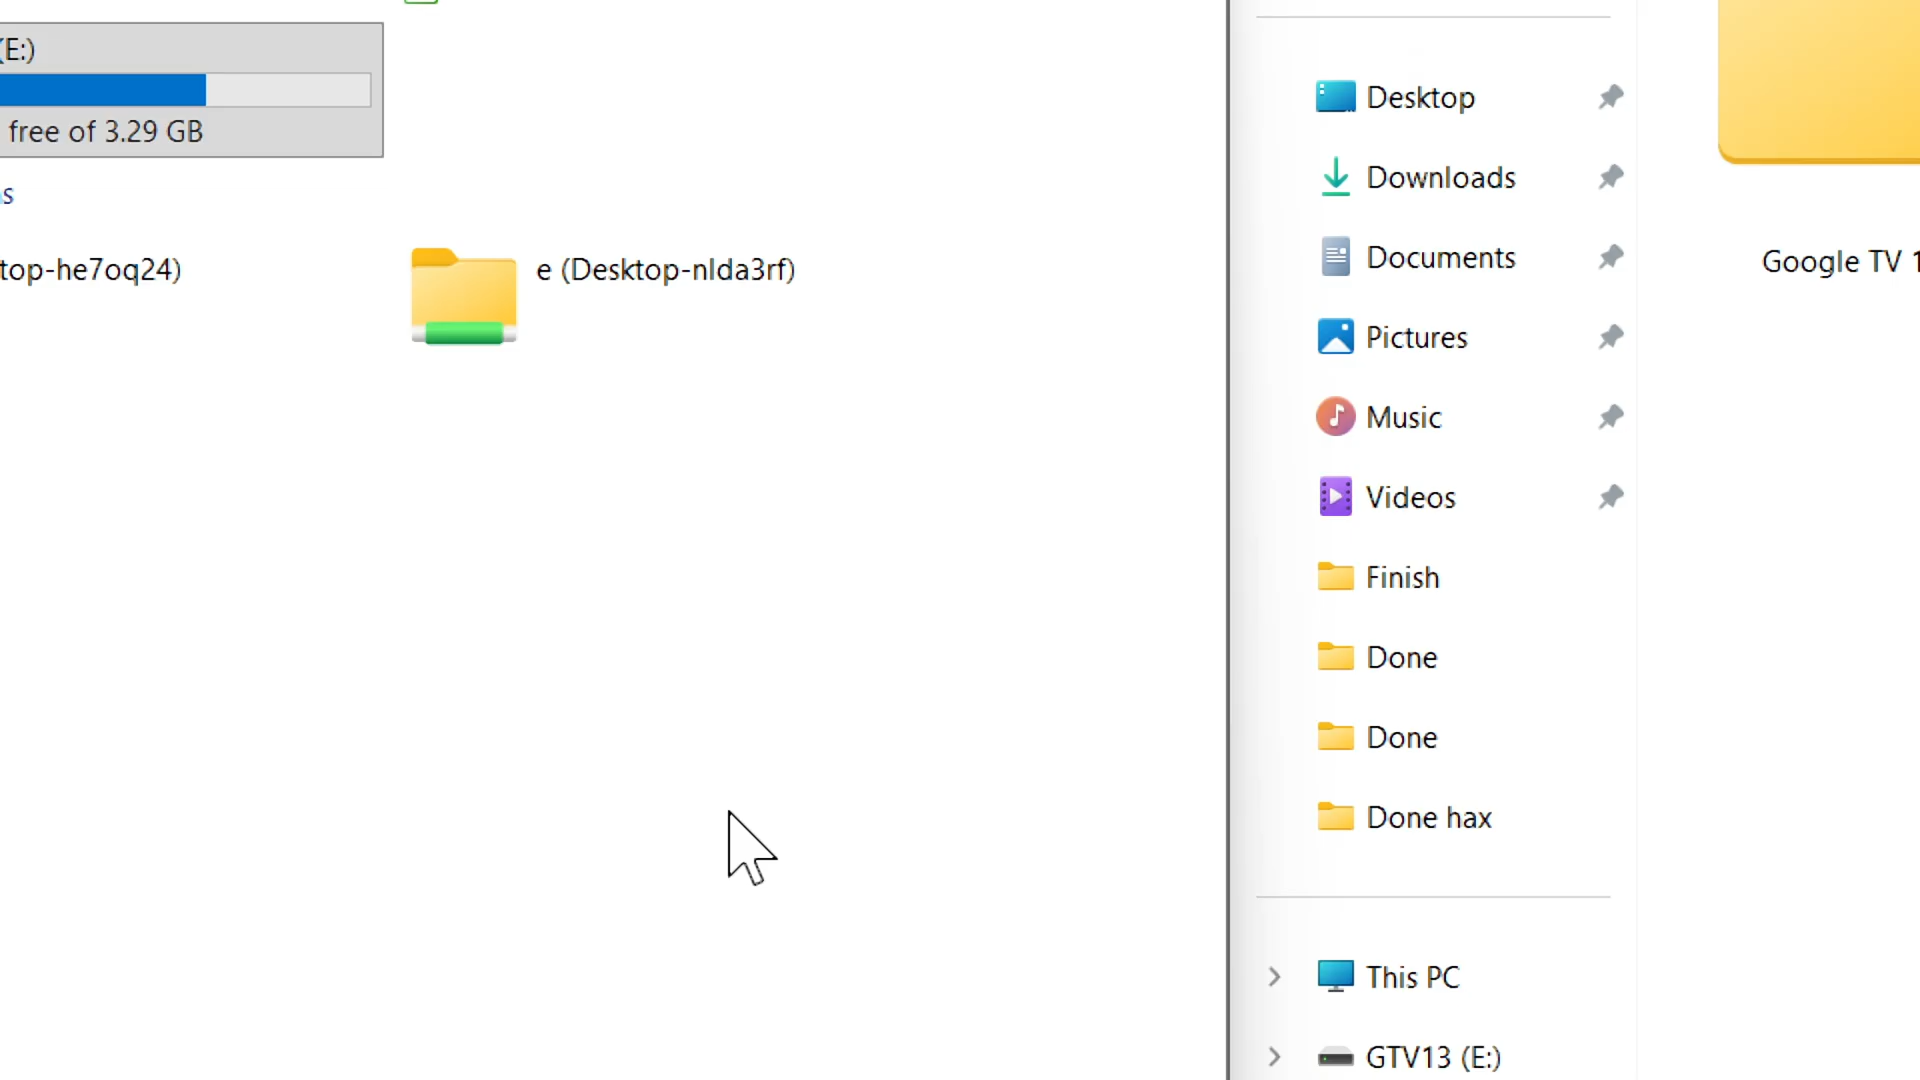 (E:)
free of 3.29 GB
s
top-he7oq24)
e (Desktop-nlda3rf)
Desktop
Downloads
Documents
Pictures
Music
Videos
Finish
Done
Done
Done hax
This PC
GTV13 (E:)
Google TV 1